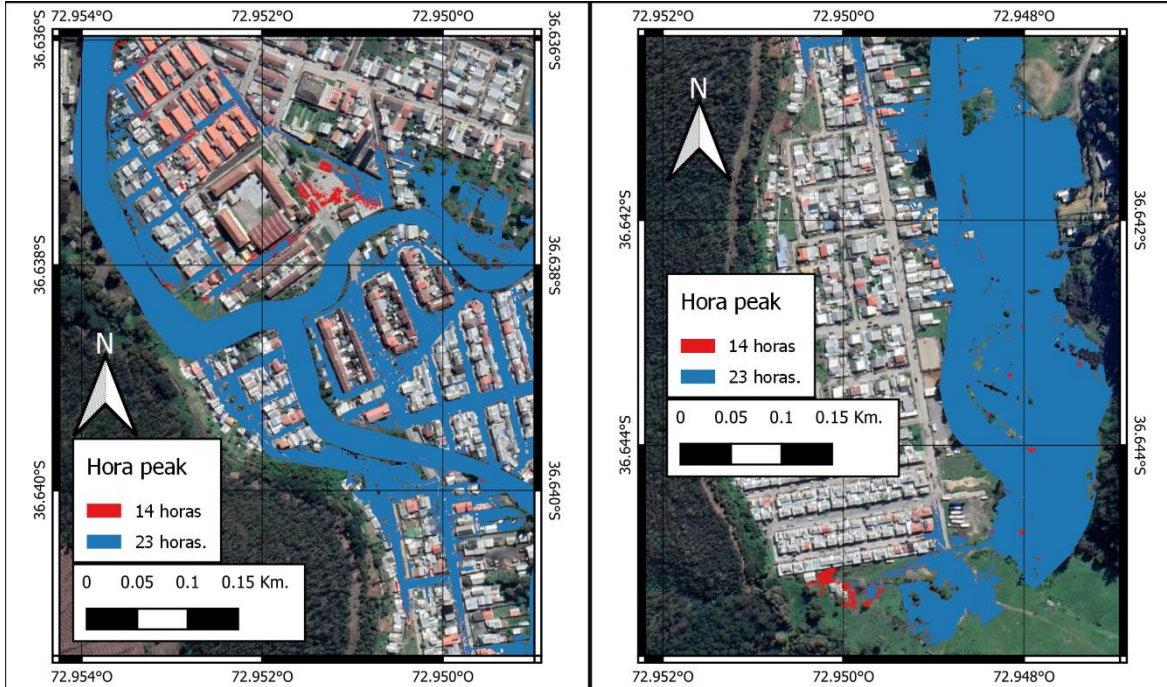 72.954°O 72.952°O 72.950°O
36.636°S
36.636°S
36.638°S
36.638°S
N
Hora peak
14 horas
23 horas.
36.640°S
36.640°S
0 0.05 0.1 0.15 Km.
72.954°O 72.952°O 72.950°O
72.952°O 72.950°O 72.948°O
N
36.642°S
36.642°S
Hora peak
14 horas
23 horas.
0 0.05 0.1 0.15 Km.
36.644°S
36.644°S
72.952°O 72.950°O 72.948°O